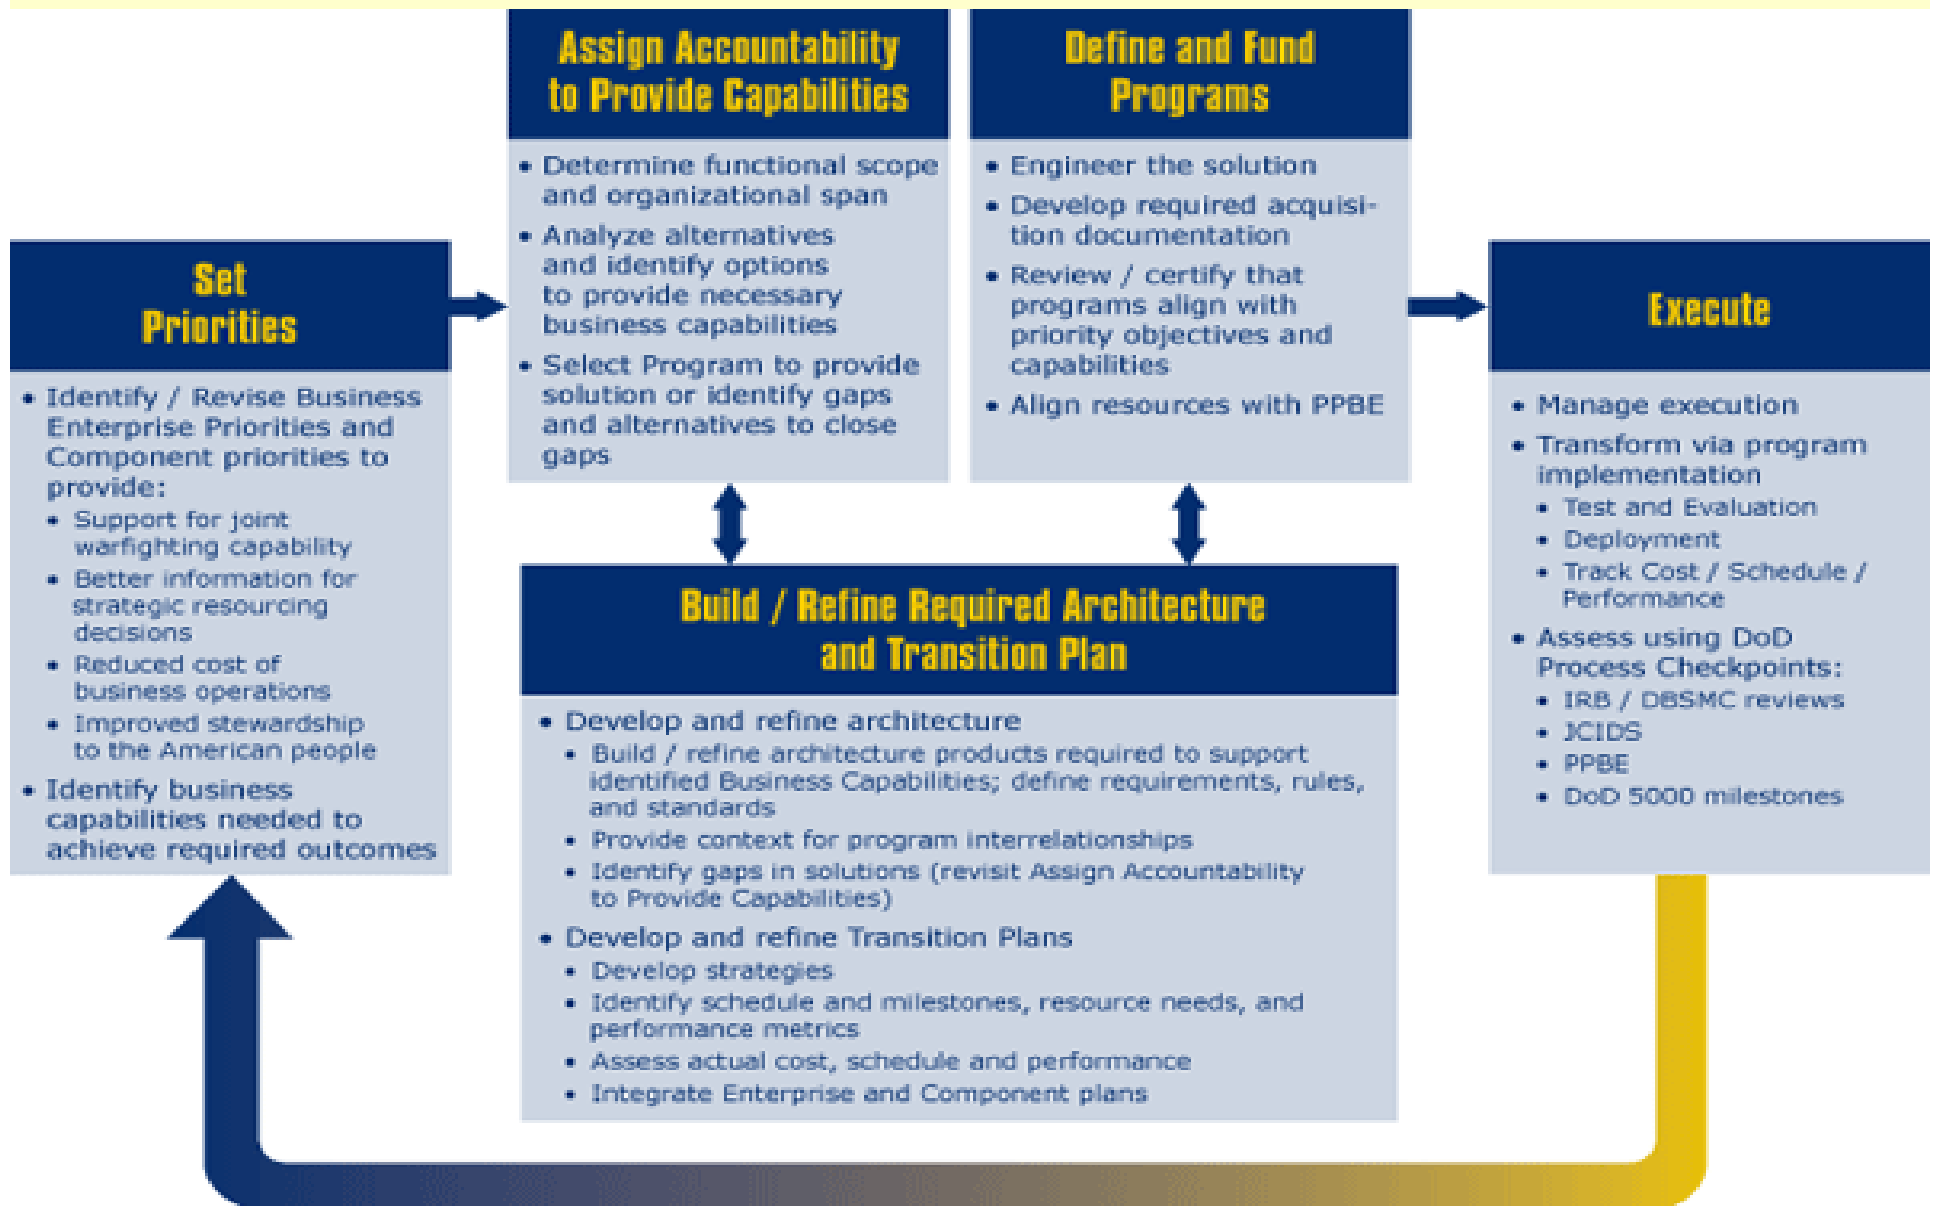 Set
Priorities
• Identify / Revise Business
Enterprise Priorities and
Component priorities to
provide:
• Support for joint
warfighting capability
• Better information for
strategic resourcing
decisions
• Reduced cost of
business operations
• Improved stewardship
to the American people
• Identify business
capabilities needed to
achieve required outcomes
Assign Accountability
to Provide Capabilities
• Determine functional scope
and organizational span
• Analyze alternatives
and identify options
to provide necessary
business capabilities
• Select Program to provide
solution or identify gaps
and alternatives to close
gaps
Define and Fund
Programs
• Engineer the solution
• Develop required acquisi-
tion documentation
• Review / certify that
programs align with
priority objectives and
capabilities
• Align resources with PPBE
Build / Refine Required Architecture
and Transition Plan
• Develop and refine architecture
• Build / refine architecture products required to support
identified Business Capabilities; define requirements, rules,
and standards
• Provide context for program interrelationships
• Identify gaps in solutions (revisit Assign Accountability
to Provide Capabilities)
• Develop and refine Transition Plans
• Develop strategies
• Identify schedule and milestones, resource needs, and
performance metrics
• Assess actual cost, schedule and performance
• Integrate Enterprise and Component plans
Execute
• Manage execution
• Transform via program
implementation
• Test and Evaluation
• Deployment
• Track Cost / Schedule /
Performance
• Assess using DoD
Process Checkpoints:
• IRB / DBSMC reviews
• JCIDS
• PPBE
• DoD 5000 milestones